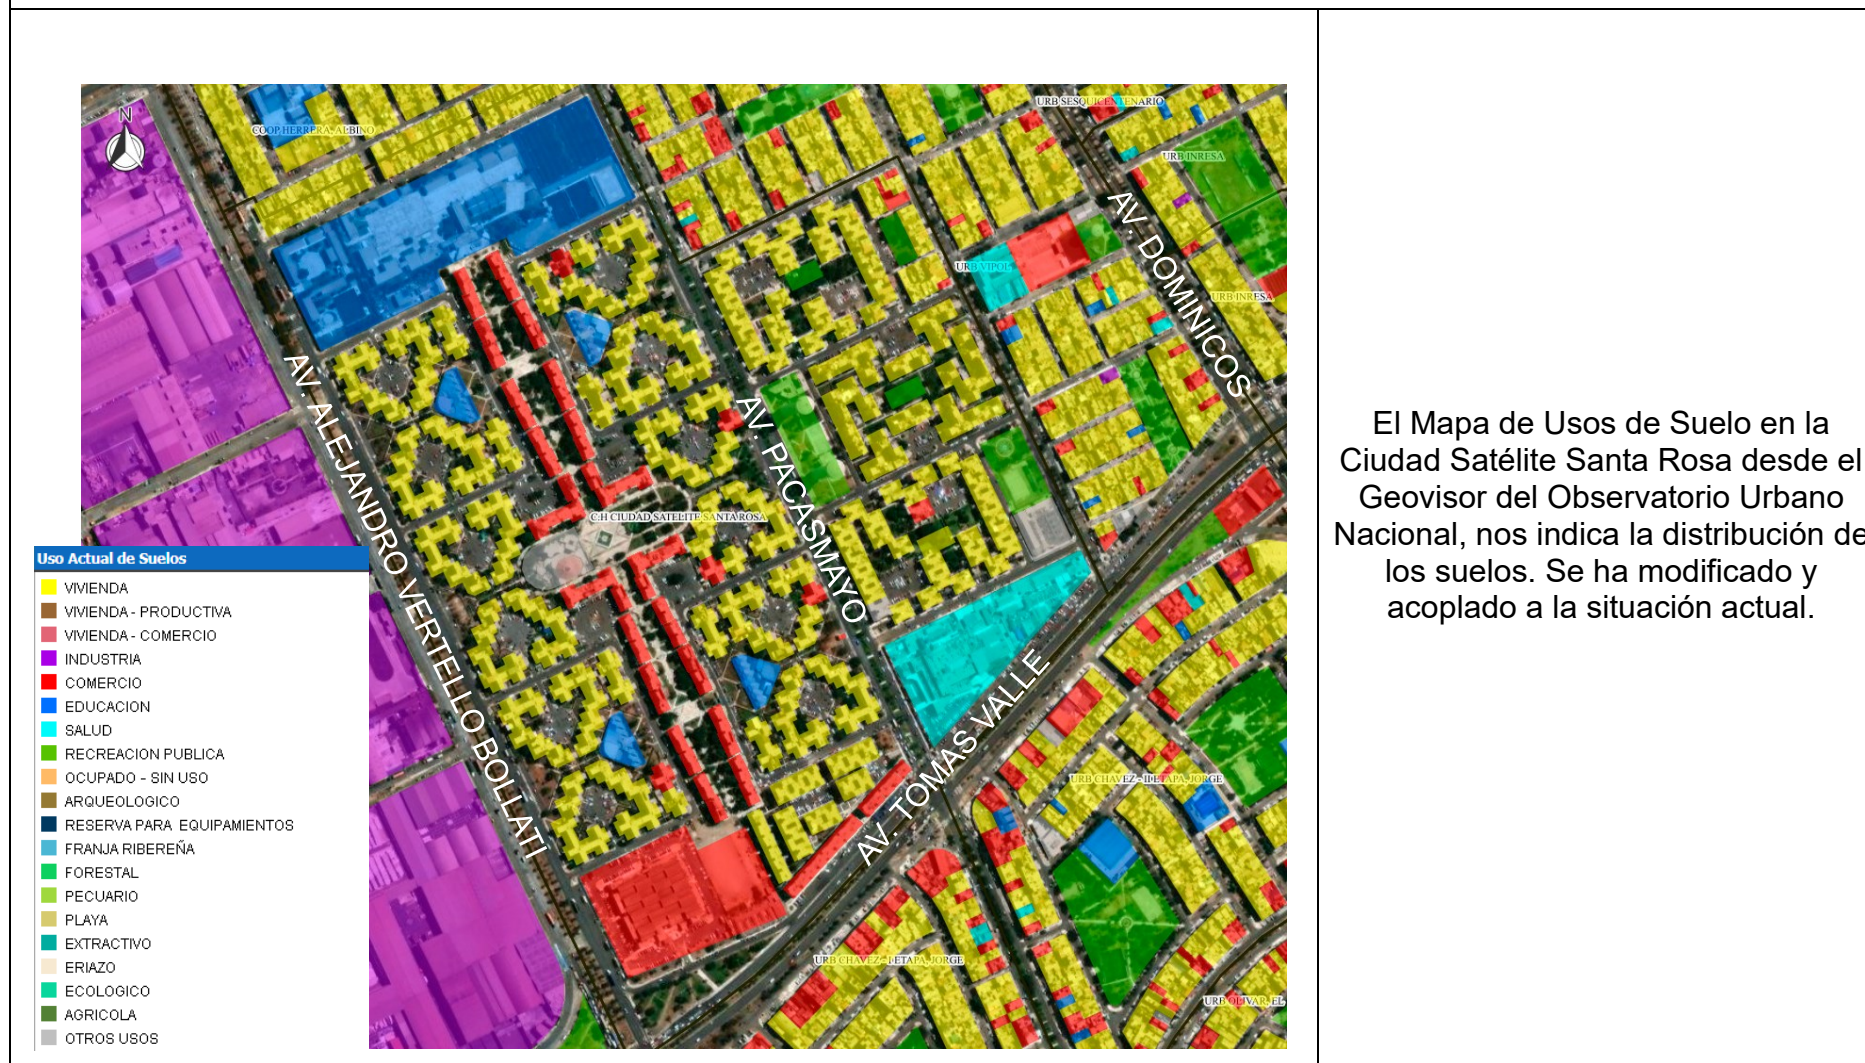 N
COOP HERRERA, ALBINO
URB SESQUICENTENARIO
URB INRESA
AV. DOMINICOS
URB VIPOL
URB INRESA
AV. ALEJANDRO VERTELLO BOLLATI
AV. PACASMAYO
C.H CIUDAD SATELITE SANTA ROSA
AV. TOMAS VALLE
URB CHAVEZ - II ETAPA, JORGE
URB CHAVEZ - I ETAPA, JORGE
URB OLIVAR, EL
Uso Actual de Suelos
VIVIENDA
VIVIENDA - PRODUCTIVA
VIVIENDA - COMERCIO
INDUSTRIA
COMERCIO
EDUCACION
SALUD
RECREACION PUBLICA
OCUPADO - SIN USO
ARQUEOLOGICO
RESERVA PARA EQUIPAMIENTOS
FRANJA RIBEREÑA
FORESTAL
PECUARIO
PLAYA
EXTRACTIVO
ERIAZO
ECOLOGICO
AGRICOLA
OTROS USOS
El Mapa de Usos de Suelo en la
Ciudad Satélite Santa Rosa desde el
Geovisor del Observatorio Urbano
Nacional, nos indica la distribución de
los suelos. Se ha modificado y
acoplado a la situación actual.